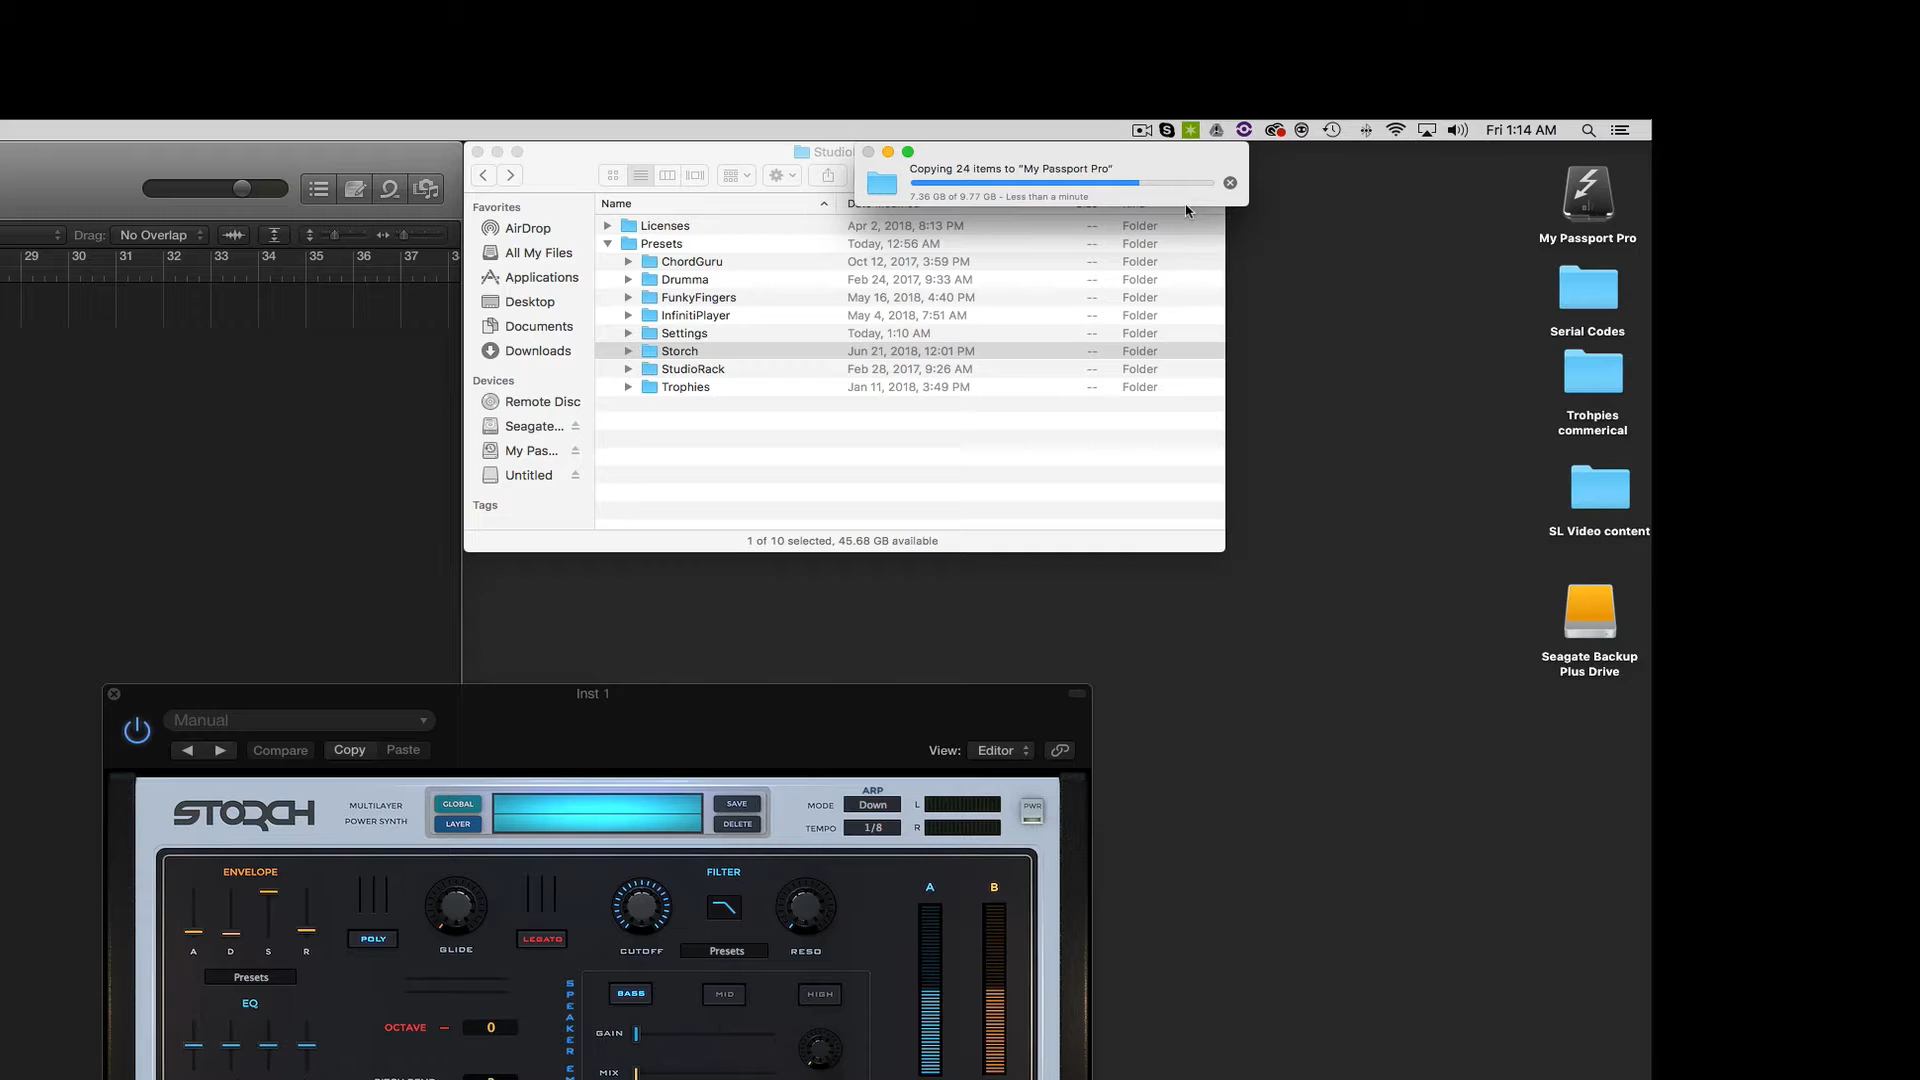 Fri 1:14 AM
Studiol
Copying 24 items to “My Passport Pro”
7.36 GB of 9.77 GB - Less than a minute
Drag: No Overlap
29 30 31 32 33 34 35 36 37
Favorites
AirDrop
All My Files
Applications
Desktop
Documents
Downloads
Devices
Remote Disc
Seagate...
My Pas...
Untitled
Tags
Name
Licenses Apr 2, 2018, 8:13 PM -- Folder
Presets Today, 12:56 AM -- Folder
ChordGuru Oct 12, 2017, 3:59 PM -- Folder
Drumma Feb 24, 2017, 9:33 AM -- Folder
FunkyFingers May 16, 2018, 4:40 PM -- Folder
InfinitiPlayer May 4, 2018, 7:51 AM -- Folder
Settings Today, 1:10 AM -- Folder
Storch Jun 21, 2018, 12:01 PM -- Folder
StudioRack Feb 28, 2017, 9:26 AM -- Folder
Trophies Jan 11, 2018, 3:49 PM -- Folder
1 of 10 selected, 45.68 GB available
My Passport Pro
Serial Codes
Trohpies
commerical
SL Video content
Seagate Backup
Plus Drive
Inst 1
Manual
Compare Copy Paste
View: Editor
STORCH
MULTILAYER
POWER SYNTH
GLOBAL
LAYER
SAVE
DELETE
ARP
MODE Down
TEMPO 1/8
L
R
PWR
ENVELOPE
A D S R
Presets
EQ
POLY
GLIDE
LEGATO
FILTER
CUTOFF
Presets
RESO
A B
OCTAVE 0
SPEAKER
BASS MID HIGH
GAIN
MIX